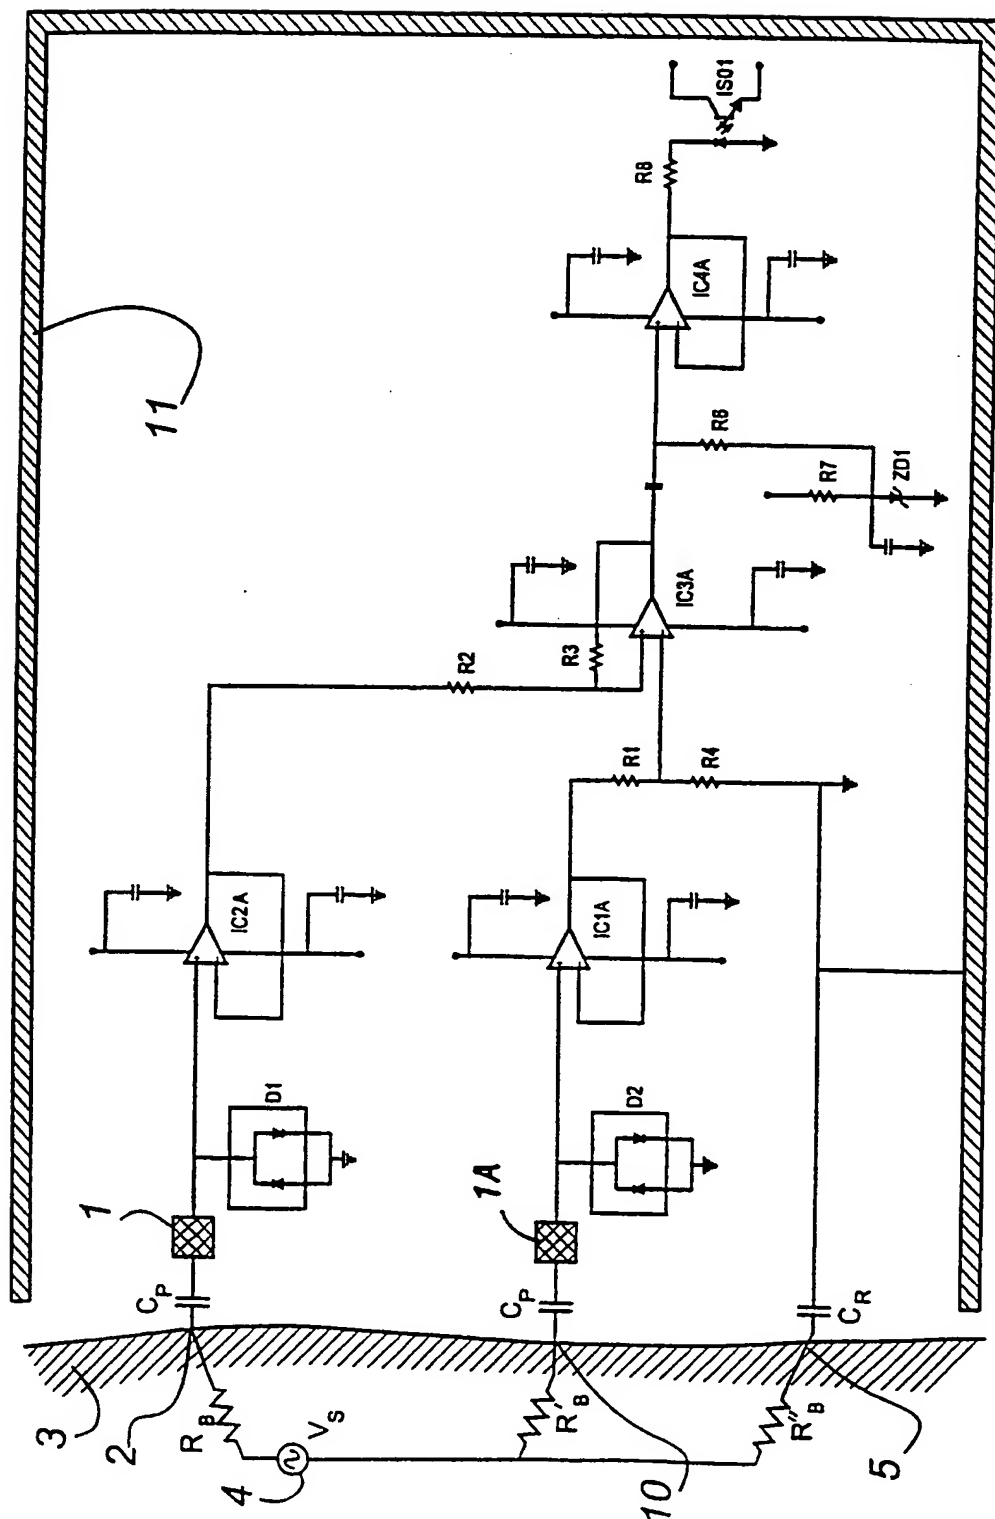 11
IS01
R8
IC4A
R6
R7
ZD1
IC3A
R3
R2
R1
R4
IC2A
IC1A
D1
D2
1
1A
C_P
C_P
C_R
3
2
R_B
V_S
4
R'_B
10
R''_B
5